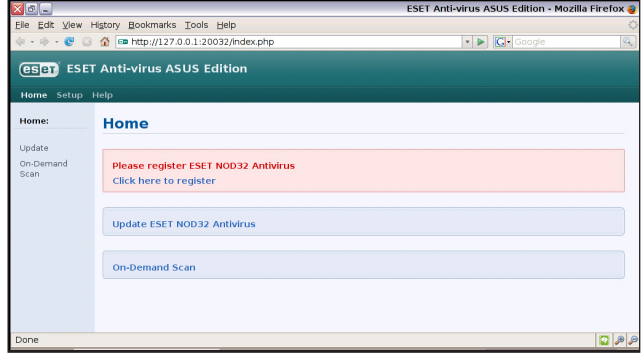 ESET Anti-virus ASUS Edition - Mozilla Firefox
File Edit View History Bookmarks Tools Help
http://127.0.0.1:20032/index.php
G Google
eseT ESET Anti-virus ASUS Edition
Home Setup Help
Home:
Update
On-Demand
Scan
Home
Please register ESET NOD32 Antivirus
Click here to register
Update ESET NOD32 Antivirus
On-Demand Scan
Done